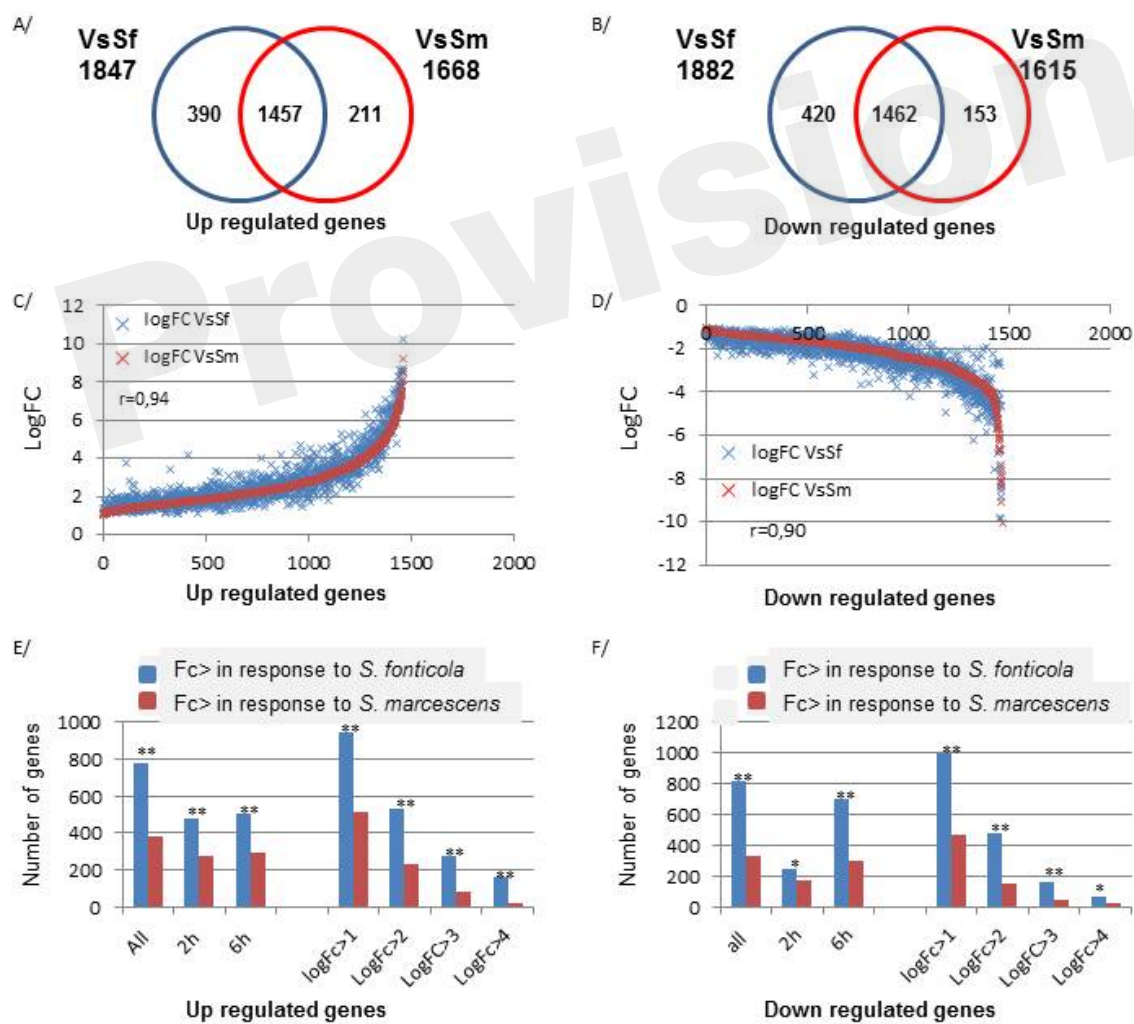 A/
VsSf
1847
VsSm
1668
390
1457
211
Up regulated genes
B/
VsSf
1882
VsSm
1615
420
1462
153
Down regulated genes
Provision
C/
12
10
8
6
4
2
0
LogFC
logFC VsSf
logFC VsSm
r=0,94
0
500
1000
1500
2000
Up regulated genes
D/
0
-2
-4
-6
-8
-10
-12
LogFC
0
500
1000
1500
2000
logFC VsSf
logFC VsSm
r=0,90
Down regulated genes
E/
Fc> in response to S. fonticola
Fc> in response to S. marcescens
1000
800
600
400
200
0
Number of genes
**
**
**
**
**
**
**
All
2h
6h
logFc>1
LogFc>2
LogFc>3
LogFc>4
Up regulated genes
F/
Fc> in response to S. fonticola
Fc> in response to S. marcescens
1200
1000
800
600
400
200
0
Number of genes
**
*
**
**
**
**
*
all
2h
6h
logFc>1
LogFc>2
LogFc>3
LogFc>4
Down regulated genes